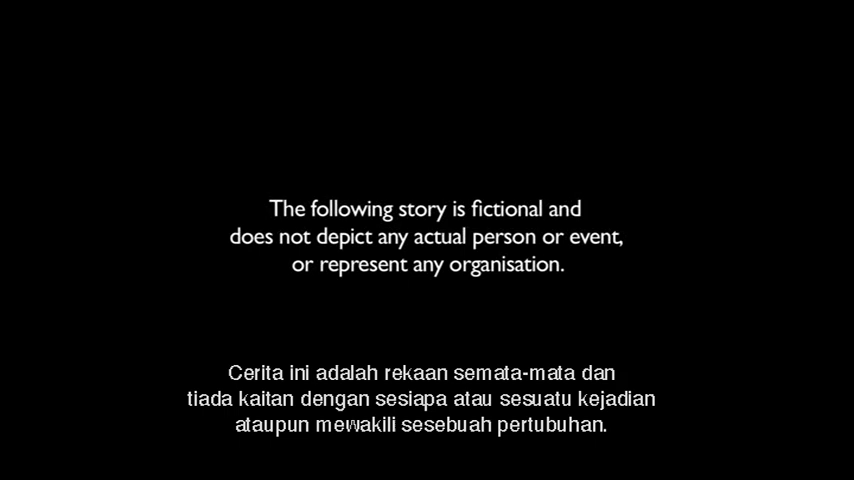 The following story is fictional and
does not depict any actual person or event,
or represent any organisation.
Cerita ini adalah rekaan semata-mata dan
tiada kaitan dengan sesiapa atau sesuatu kejadian
ataupun mewakili sesebuah pertubuhan.